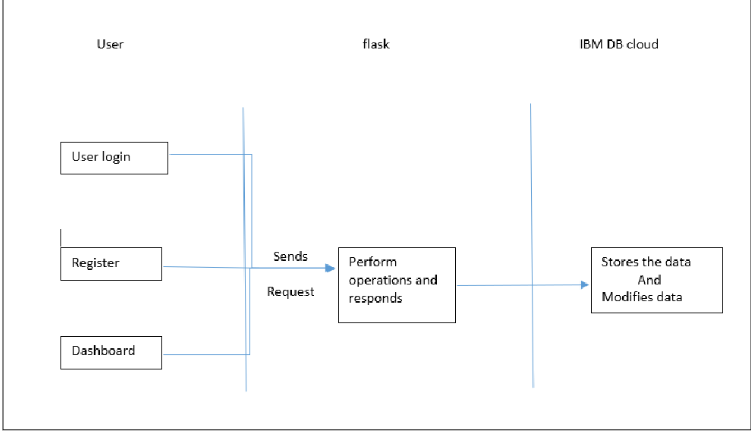 User
flask
IBM DB cloud
User login
Register
Sends
Request
Perform
operations and
responds
Stores the data
And
Modifies data
Dashboard